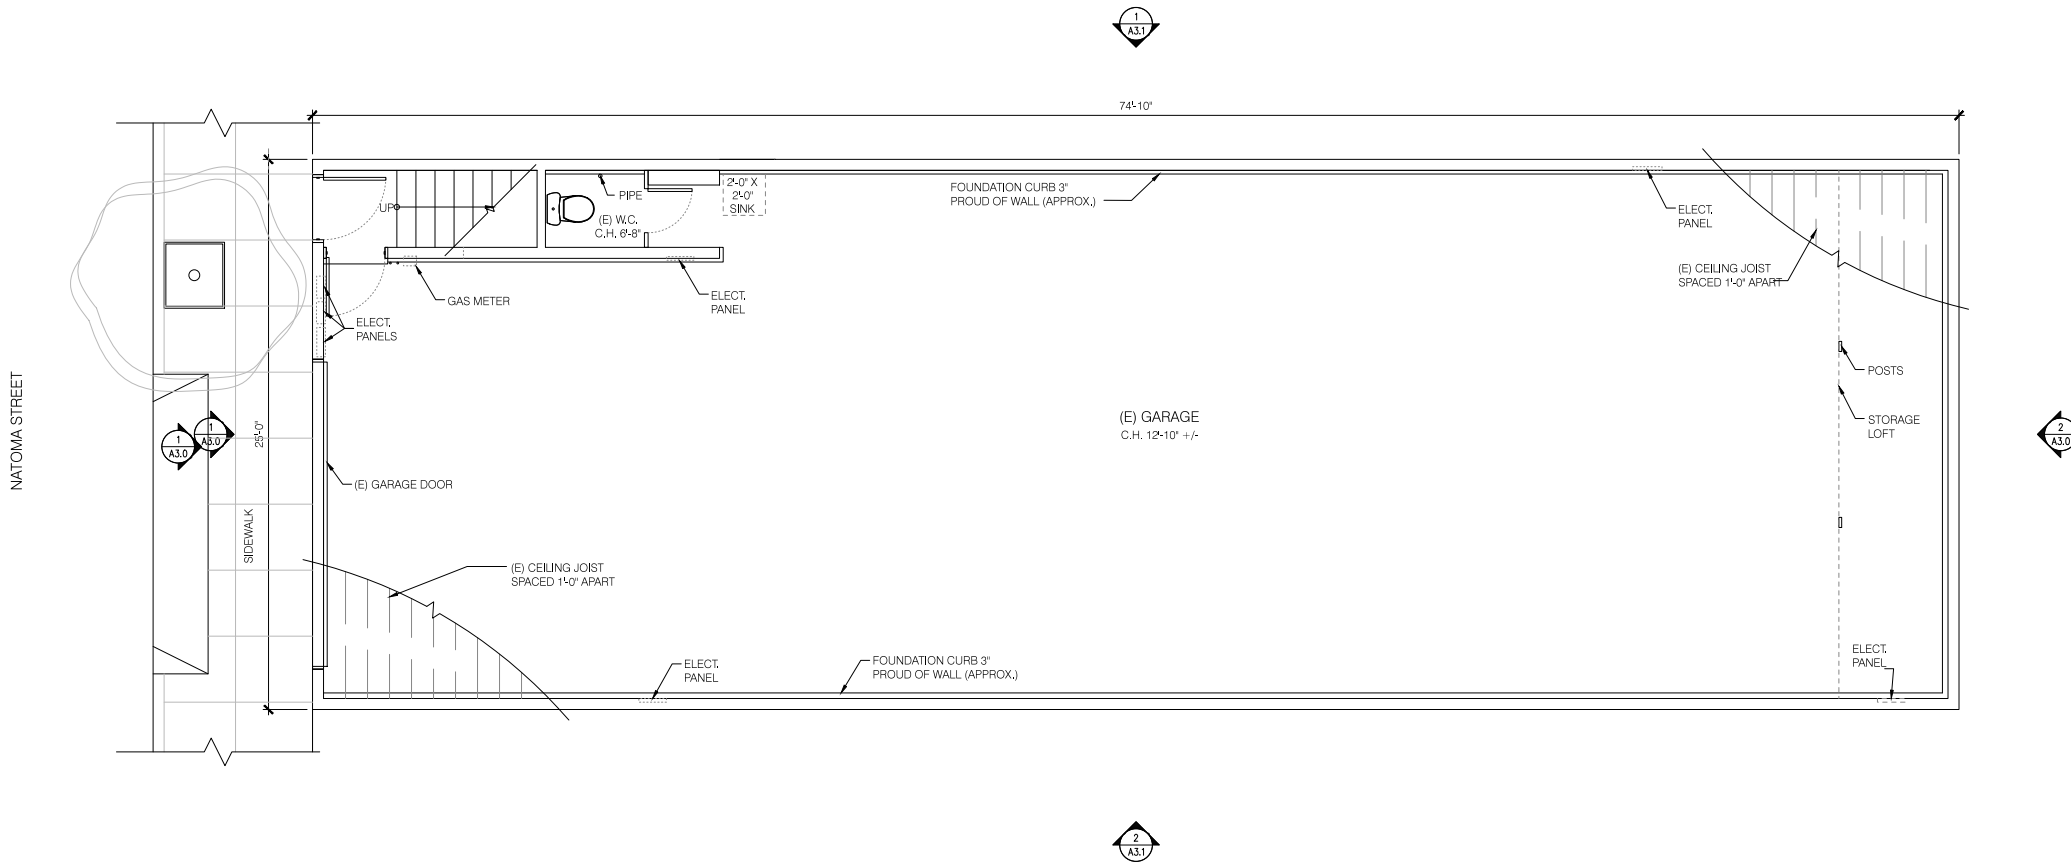 1
A3.1
74'-10"
UP
PIPE
(E) W.C.
C.H. 6'-8"
2'-0" X
2'-0"
SINK
FOUNDATION CURB 3"
PROUD OF WALL (APPROX.)
ELECT.
PANEL
(E) CEILING JOIST
SPACED 1'-0" APART
GAS METER
ELECT.
PANEL
ELECT.
PANELS
NATOMA STREET
POSTS
STORAGE
LOFT
(E) GARAGE
C.H. 12'-10" +/-
1
A3.0
1
A3.0
25'-0"
2
A3.0
(E) GARAGE DOOR
SIDEWALK
(E) CEILING JOIST
SPACED 1'-0" APART
ELECT.
PANEL
FOUNDATION CURB 3"
PROUD OF WALL (APPROX.)
ELECT.
PANEL
2
A3.1